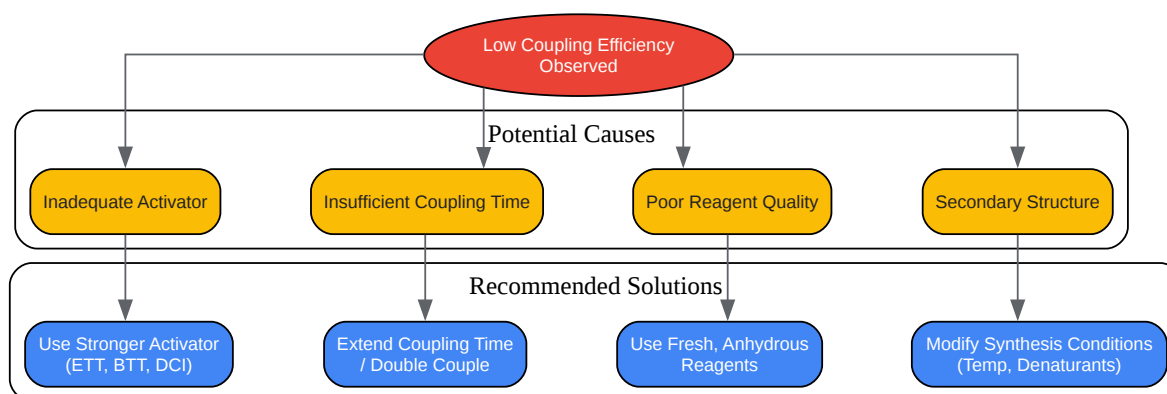 Low Coupling Efficiency
Observed
Potential Causes
Inadequate Activator
Insufficient Coupling Time
Poor Reagent Quality
Secondary Structure
Recommended Solutions
Use Stronger Activator
(ETT, BTT, DCI)
Extend Coupling Time
/ Double Couple
Use Fresh, Anhydrous
Reagents
Modify Synthesis Conditions
(Temp, Denaturants)